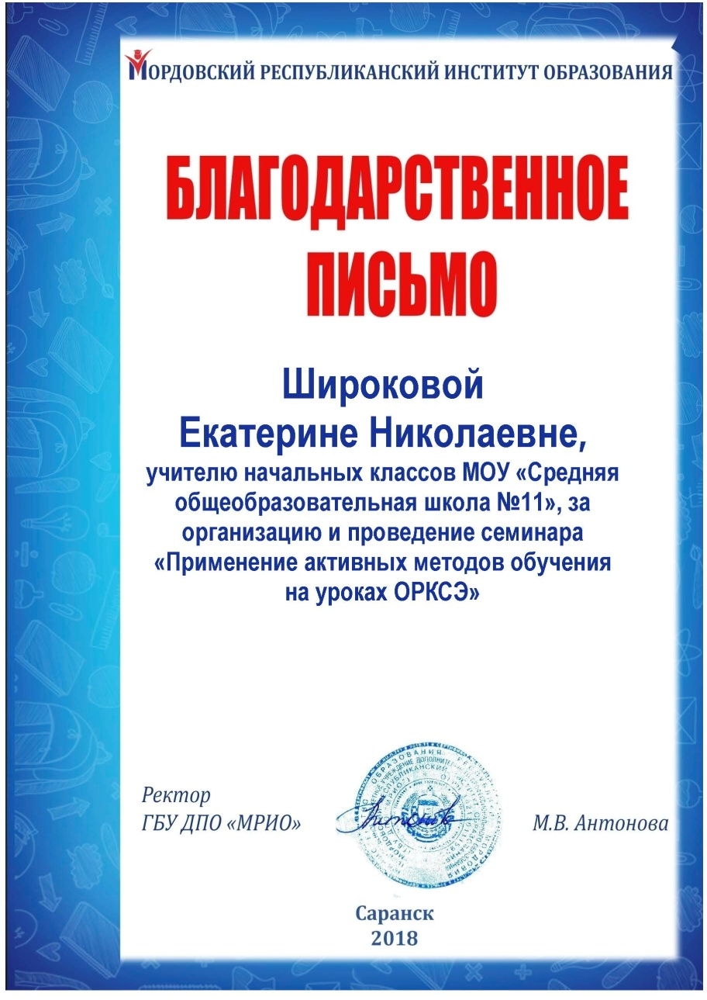 МОРДОВСКИЙ РЕСПУБЛИКАНСКИЙ ИНСТИТУТ ОБРАЗОВАНИЯ
БЛАГОДАРСТВЕННОЕ
ПИСЬМО
Широковой
Екатерине Николаевне,
учителю начальных классов МОУ «Средняя
общеобразовательная школа №11», за
организацию и проведение семинара
«Применение активных методов обучения
на уроках ОРКСЭ»
Ректор
ГБУ ДПО «МРИО»
М.В. Антонова
Саранск
2018